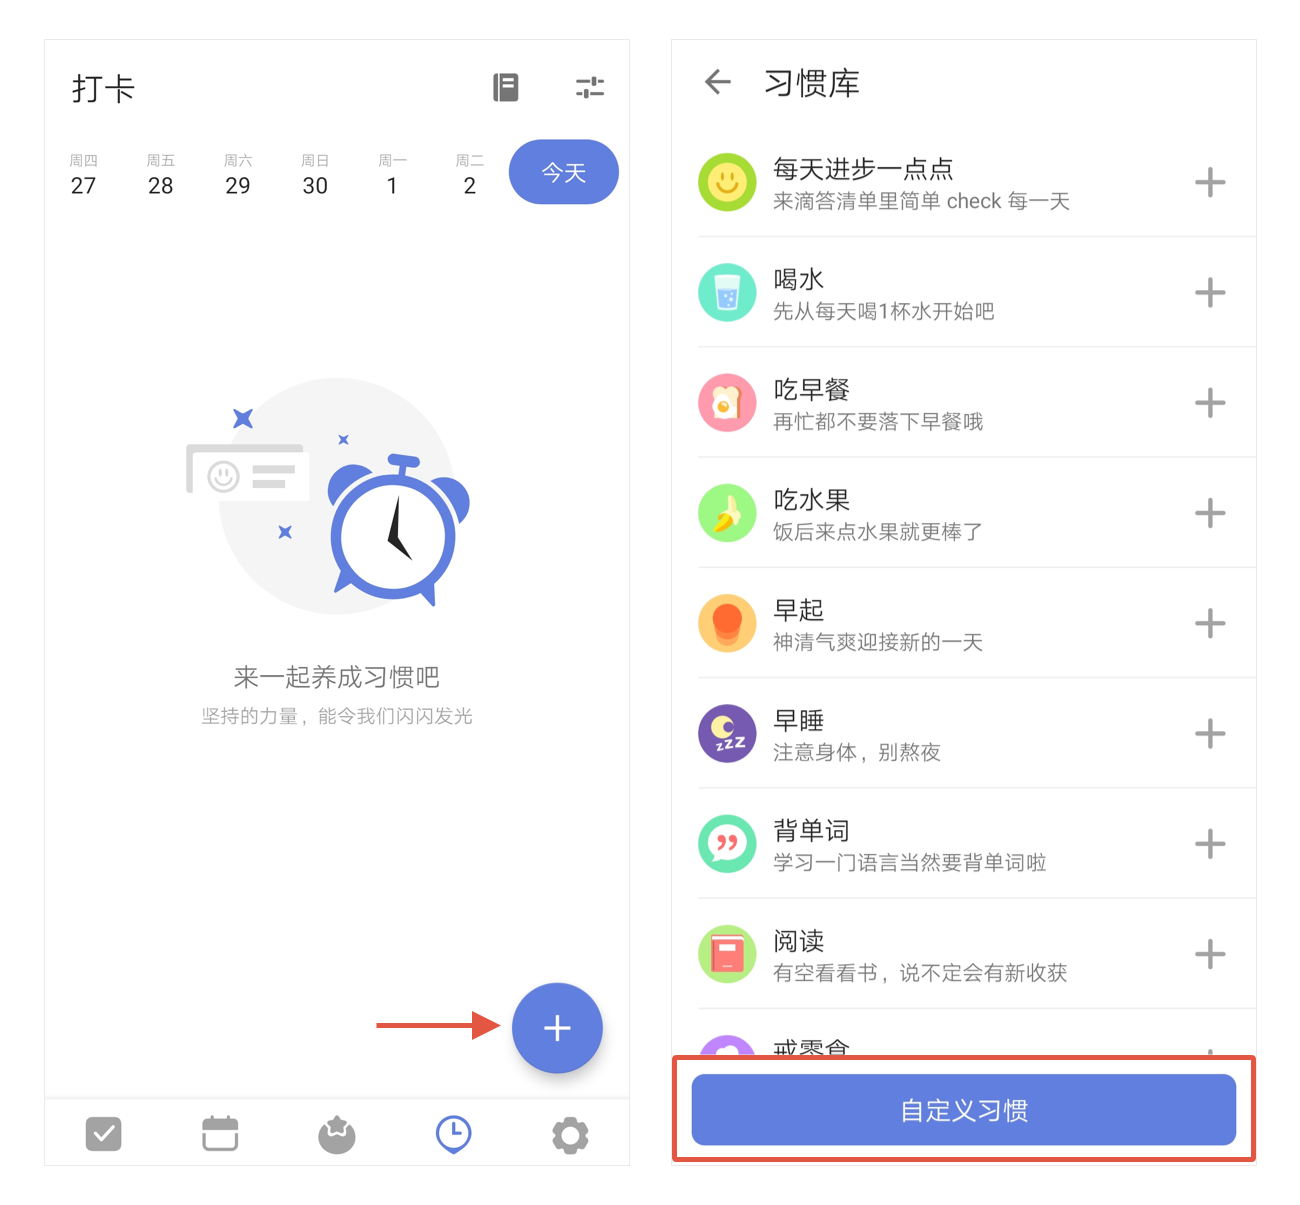 打卡
周四 周五 周六 周日 周一 周二 今天
27 28 29 30 1 2
来一起养成习惯吧
坚持的力量，能令我们闪闪发光
习惯库
每天进步一点点
来滴答清单里简单 check 每一天
喝水
先从每天喝1杯水开始吧
吃早餐
再忙都不要落下早餐哦
吃水果
饭后来点水果就更棒了
早起
神清气爽迎接新的一天
早睡
zzz
注意身体，别熬夜
背单词
学习一门语言当然要背单词啦
阅读
有空看看书，说不定会有新收获
戒零食
自定义习惯